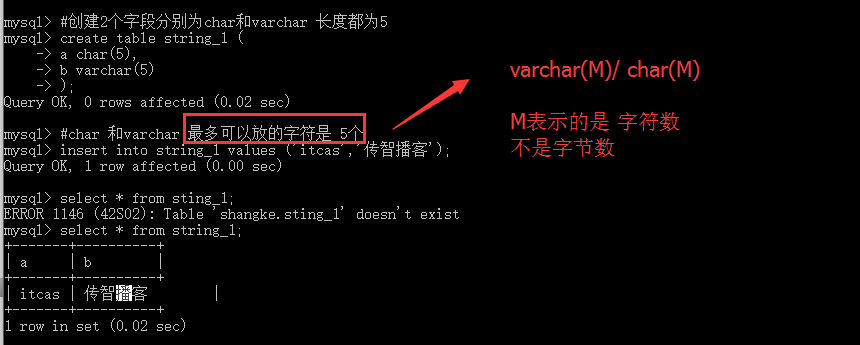 mysql> #创建2个字段分别为char和varchar 长度都为5
mysql> create table string_1 (
    -> a char(5),
    -> b varchar(5)
    -> );
Query OK, 0 rows affected (0.02 sec)
mysql> #char 和varchar 最多可以放的字符是 5个
mysql> insert into string_1 values ('itcas','传智播客');
Query OK, 1 row affected (0.00 sec)
mysql> select * from sting_1;
ERROR 1146 (42S02): Table 'shangke.sting_1' doesn't exist
mysql> select * from string_1;
+-------+----------+
| a     | b        |
+-------+----------+
| itcas | 传智播客        |
+-------+----------+
1 row in set (0.02 sec)
varchar(M)/ char(M)
M表示的是 字符数
不是字节数